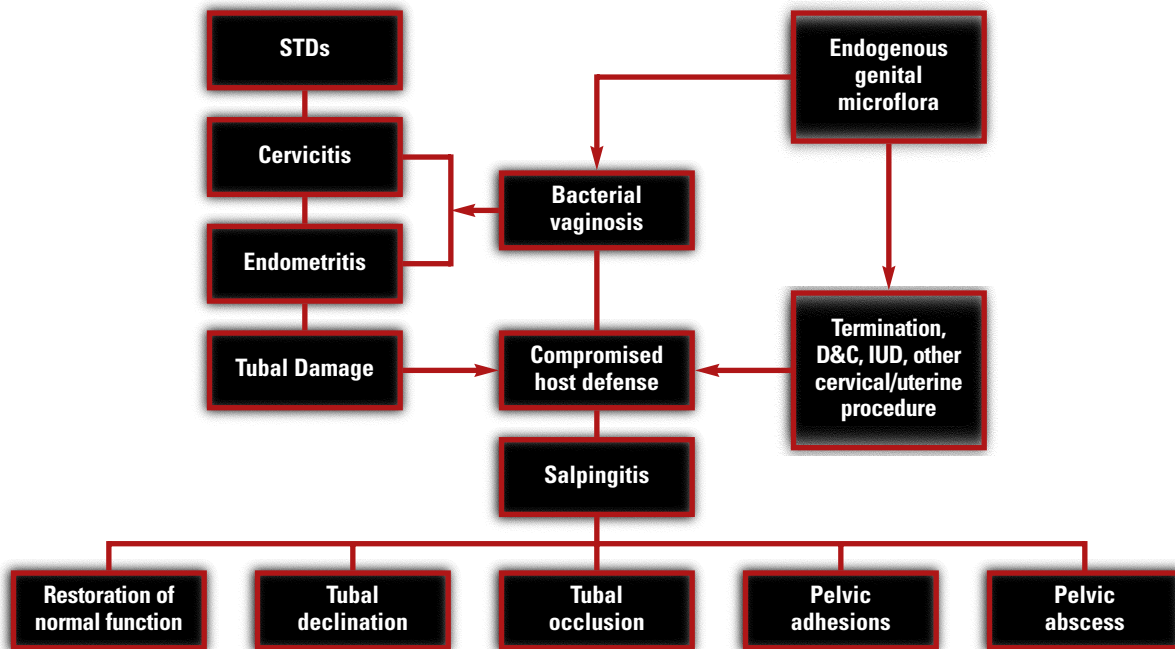 STDs
Endogenous
genital
microflora
Cervicitis
Bacterial
vaginosis
Endometritis
Tubal Damage
Compromised
host defense
Termination,
D&C, IUD, other
cervical/uterine
procedure
Salpingitis
Restoration of
normal function
Tubal
declination
Tubal
occlusion
Pelvic
adhesions
Pelvic
abscess